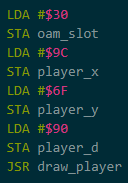 LDA #$30
STA oam_slot
LDA #$9C
STA player_x
LDA #$6F
STA player_y
LDA #$90
STA player_d
JSR draw_player